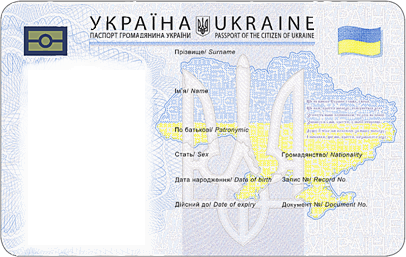 УКРАЇНА UKRAINE
ПАСПОРТ ГРОМАДЯНИНА УКРАЇНИ PASSPORT OF THE CITIZEN OF UKRAINE
Прізвище/ Surname
Ім'я/ Name
По батькові/ Patronymic
Стать/ Sex Громадянство/ Nationality
Дата народження/ Date of birth Запис №/ Record No.
Дійсний до/ Date of expiry Документ №/ Document No.